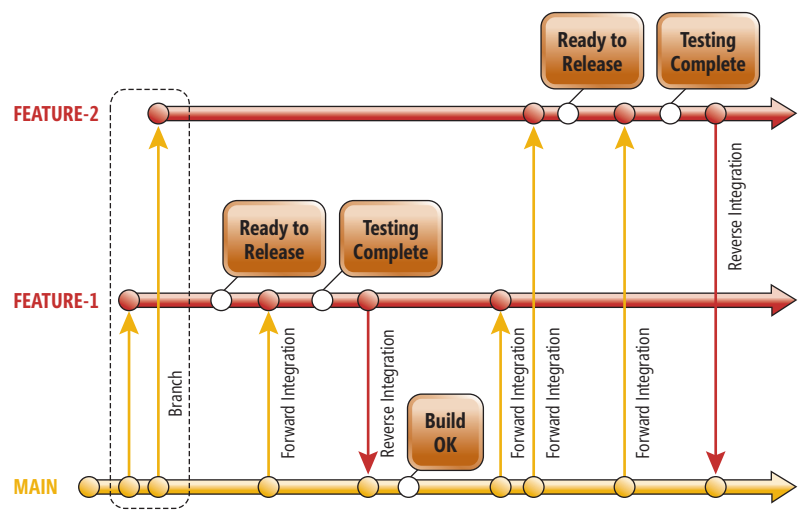 Ready to
Release
Testing
Complete
FEATURE-2
Reverse Integration
Ready to
Release
Testing
Complete
FEATURE-1
Branch
Forward Integration
Reverse Integration
Forward Integration
Forward Integration
Forward Integration
Build
OK
MAIN